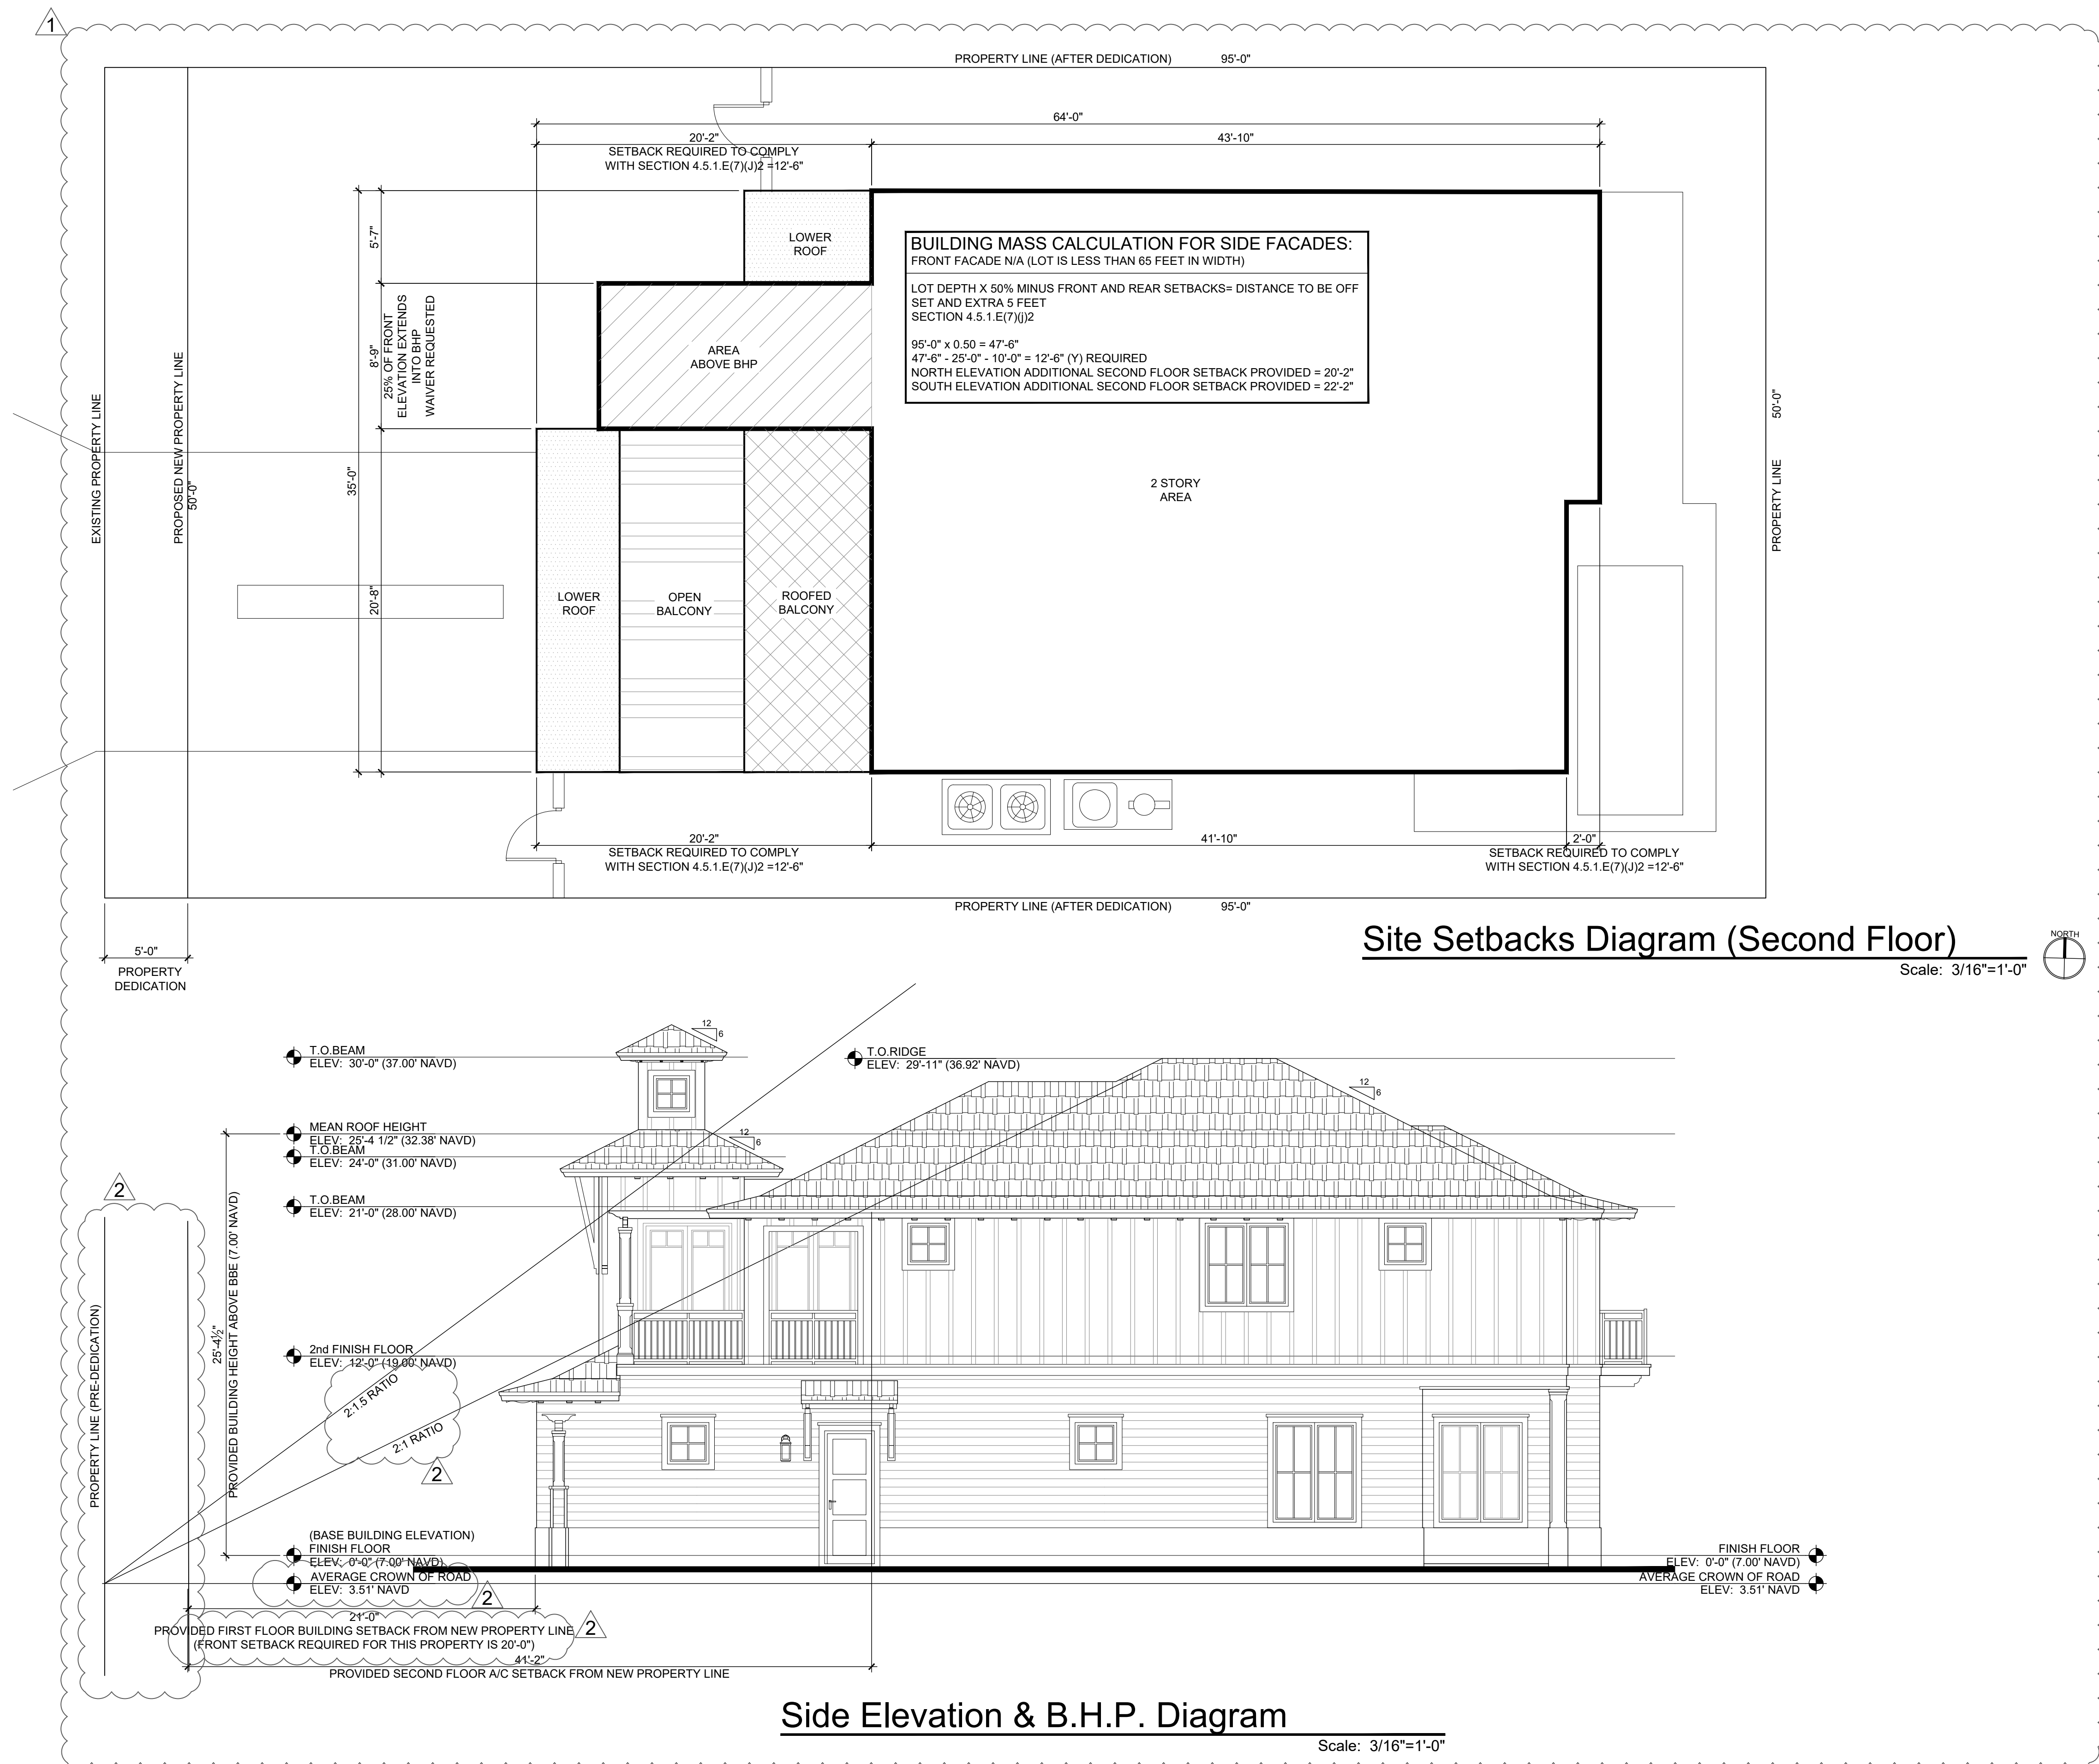 1
PROPERTY LINE (AFTER DEDICATION) 95'-0"
64'-0"
20'-2"
43'-10"
SETBACK REQUIRED TO COMPLY
WITH SECTION 4.5.1.E(7)(J)2 =12'-6"
5'-7"
8'-9"
25% OF FRONT
ELEVATION EXTENDS
INTO BHP
WAIVER REQUESTED
35'-0"
20'-8"
EXISTING PROPERTY LINE
PROPOSED NEW PROPERTY LINE
50'-0"
LOWER
ROOF
AREA
ABOVE BHP
BUILDING MASS CALCULATION FOR SIDE FACADES:
FRONT FACADE N/A (LOT IS LESS THAN 65 FEET IN WIDTH)
LOT DEPTH X 50% MINUS FRONT AND REAR SETBACKS= DISTANCE TO BE OFF
SET AND EXTRA 5 FEET
SECTION 4.5.1.E(7)(j)2
95'-0" x 0.50 = 47'-6"
47'-6" - 25'-0" - 10'-0" = 12'-6" (Y) REQUIRED
NORTH ELEVATION ADDITIONAL SECOND FLOOR SETBACK PROVIDED = 20'-2"
SOUTH ELEVATION ADDITIONAL SECOND FLOOR SETBACK PROVIDED = 22'-2"
2 STORY
AREA
PROPERTY LINE 50'-0"
LOWER
ROOF
OPEN
BALCONY
ROOFED
BALCONY
20'-2"
SETBACK REQUIRED TO COMPLY
WITH SECTION 4.5.1.E(7)(J)2 =12'-6"
41'-10"
2'-0"
SETBACK REQUIRED TO COMPLY
WITH SECTION 4.5.1.E(7)(J)2 =12'-6"
PROPERTY LINE (AFTER DEDICATION) 95'-0"
5'-0"
PROPERTY
DEDICATION
Site Setbacks Diagram (Second Floor)
Scale: 3/16"=1'-0"
NORTH
12
6
T.O.BEAM
ELEV: 30'-0" (37.00' NAVD)
T.O.RIDGE
ELEV: 29'-11" (36.92' NAVD)
12
6
MEAN ROOF HEIGHT
ELEV: 25'-4 1/2" (32.38' NAVD)
T.O.BEAM
ELEV: 24'-0" (31.00' NAVD)
12
6
2
T.O.BEAM
ELEV: 21'-0" (28.00' NAVD)
PROPERTY LINE (PRE-DEDICATION)
25'-4½"
PROVIDED BUILDING HEIGHT ABOVE BBE (7.00' NAVD)
2nd FINISH FLOOR
ELEV: 12'-0" (19.00' NAVD)
2:1.5 RATIO
2:1 RATIO
2
(BASE BUILDING ELEVATION)
FINISH FLOOR
ELEV: 0'-0" (7.00' NAVD)
AVERAGE CROWN OF ROAD
ELEV: 3.51' NAVD
2
FINISH FLOOR
ELEV: 0'-0" (7.00' NAVD)
AVERAGE CROWN OF ROAD
ELEV: 3.51' NAVD
21'-0"
PROVIDED FIRST FLOOR BUILDING SETBACK FROM NEW PROPERTY LINE
(FRONT SETBACK REQUIRED FOR THIS PROPERTY IS 20'-0")
2
41'-2"
PROVIDED SECOND FLOOR A/C SETBACK FROM NEW PROPERTY LINE
Side Elevation & B.H.P. Diagram
Scale: 3/16"=1'-0"